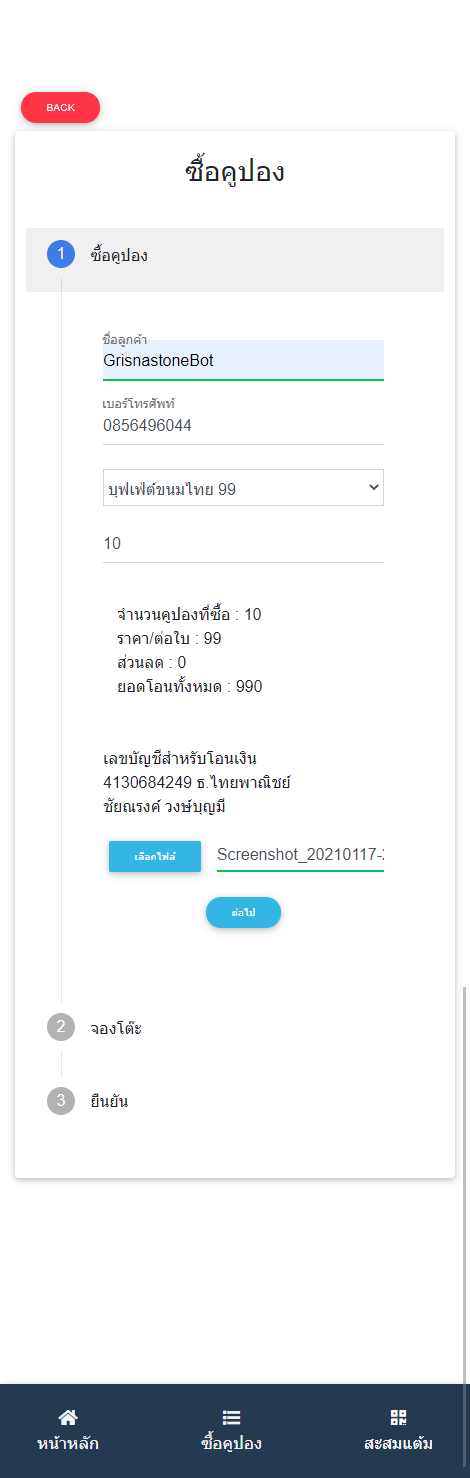 BACK
ซื้อคูปอง
1 ซื้อคูปอง
ชื่อลูกค้า
GrisnastoneBot
เบอร์โทรศัพท์
0856496044
บุฟเฟ่ต์ขนมไทย 99
10
จำนวนคูปองที่ซื้อ : 10
ราคา/ต่อใบ : 99
ส่วนลด : 0
ยอดโอนทั้งหมด : 990
เลขบัญชีสำหรับโอนเงิน
4130684249 ธ.ไทยพาณิชย์
ชัยณรงค์ วงษ์บุญมี
เลือกไฟล์ Screenshot_20210117-2
ต่อไป
2 จองโต๊ะ
3 ยืนยัน
หน้าหลัก ซื้อคูปอง สะสมแต้ม